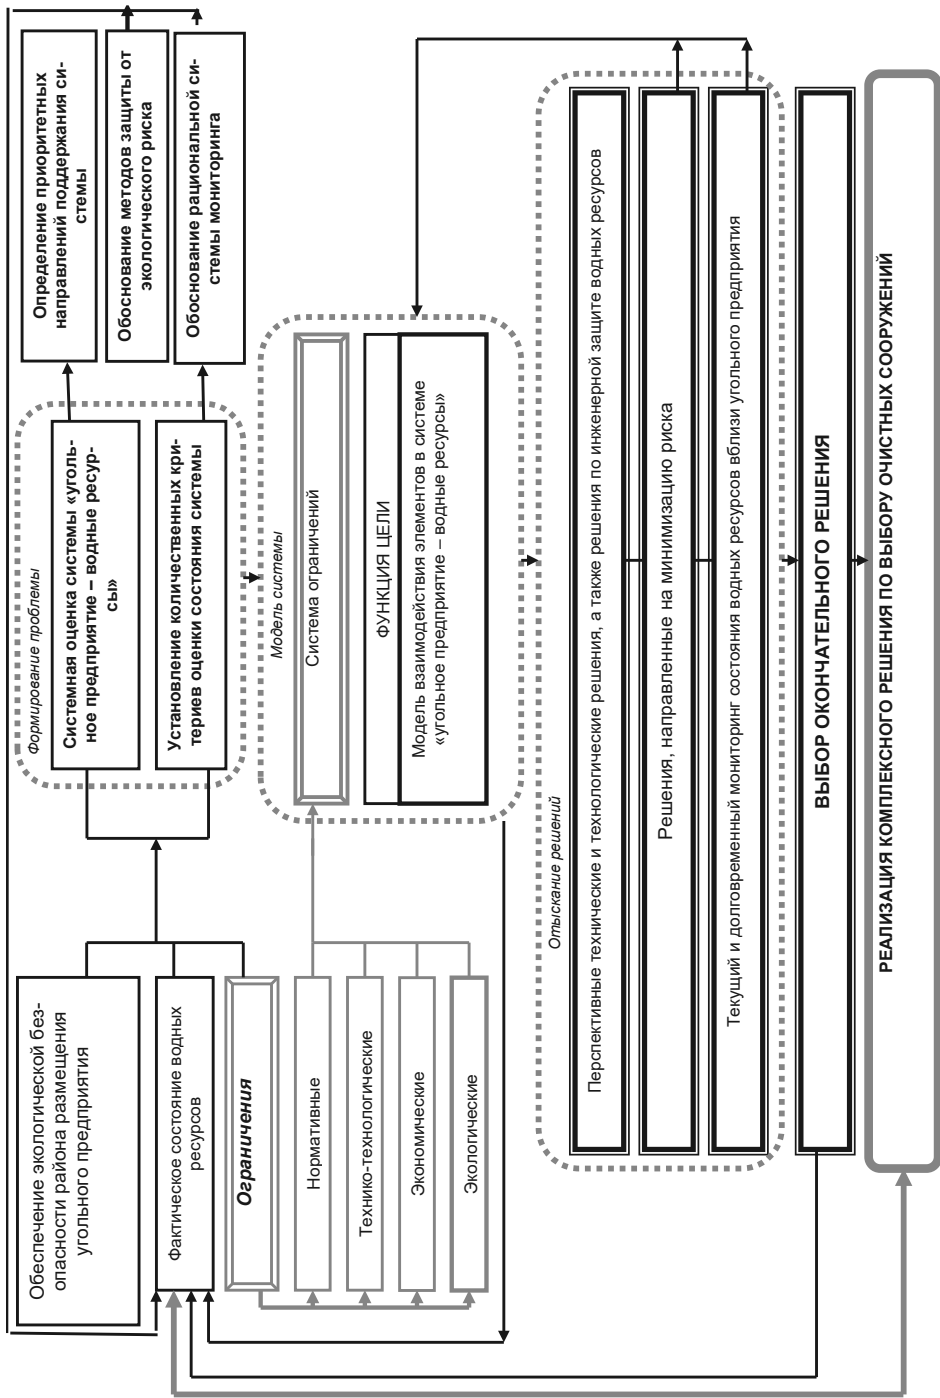 Обеспечение экологической без-
опасности района размещения
угольного предприятия
Фактическое состояние водных
ресурсов
Ограничения
Нормативные
Технико-технологические
Экономические
Экологические
Формирование проблемы
Системная оценка системы «уголь-
ное предприятие – водные ресур-
сы»
Установление количественных кри-
териев оценки состояния системы
Определение приоритетных
направлений поддержания си-
стемы
Обоснование методов защиты от
экологического риска
Обоснование рациональной си-
стемы мониторинга
Модель системы
Система ограничений
ФУНКЦИЯ ЦЕЛИ
Модель взаимодействия элементов в системе
«угольное предприятие – водные ресурсы»
Отыскание решений
Перспективные технические и технологические решения, а также решения по инженерной защите водных ресурсов
Решения, направленные на минимизацию риска
Текущий и долговременный мониторинг состояния водных ресурсов вблизи угольного предприятия
ВЫБОР ОКОНЧАТЕЛЬНОГО РЕШЕНИЯ
РЕАЛИЗАЦИЯ КОМПЛЕКСНОГО РЕШЕНИЯ ПО ВЫБОРУ ОЧИСТНЫХ СООРУЖЕНИЙ